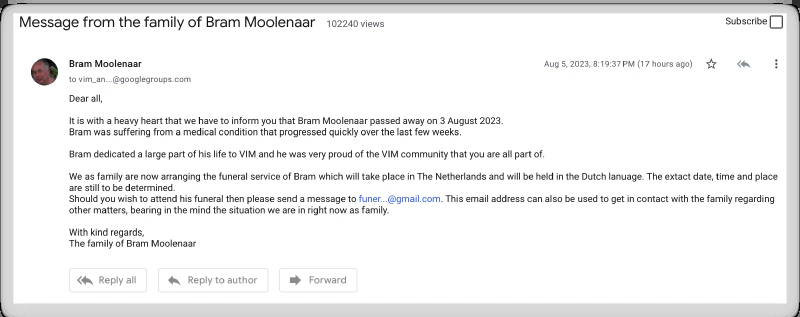 Message from the family of Bram Moolenaar 102240 views
Subscribe
Bram Moolenaar
Aug 5, 2023, 8:19:37 PM (17 hours ago)
to vim_an...@googlegroups.com
Dear all,
It is with a heavy heart that we have to inform you that Bram Moolenaar passed away on 3 August 2023.
Bram was suffering from a medical condition that progressed quickly over the last few weeks.
Bram dedicated a large part of his life to VIM and he was very proud of the VIM community that you are all part of.
We as family are now arranging the funeral service of Bram which will take place in The Netherlands and will be held in the Dutch lanuage. The extact date, time and place
are still to be determined.
Should you wish to attend his funeral then please send a message to funer...@gmail.com. This email address can also be used to get in contact with the family regarding
other matters, bearing in the mind the situation we are in right now as family.
With kind regards,
The family of Bram Moolenaar
Reply all
Reply to author
Forward